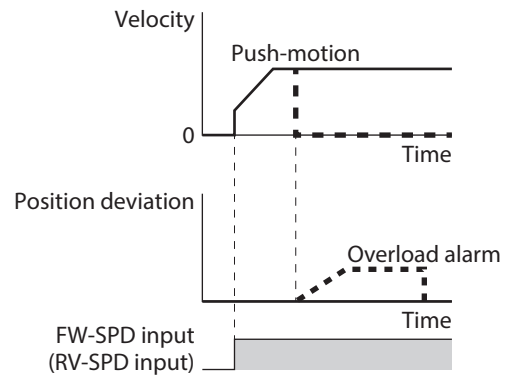 Velocity
Push-motion
0
Time
Position deviation
Overload alarm
Time
FW-SPD input
(RV-SPD input)